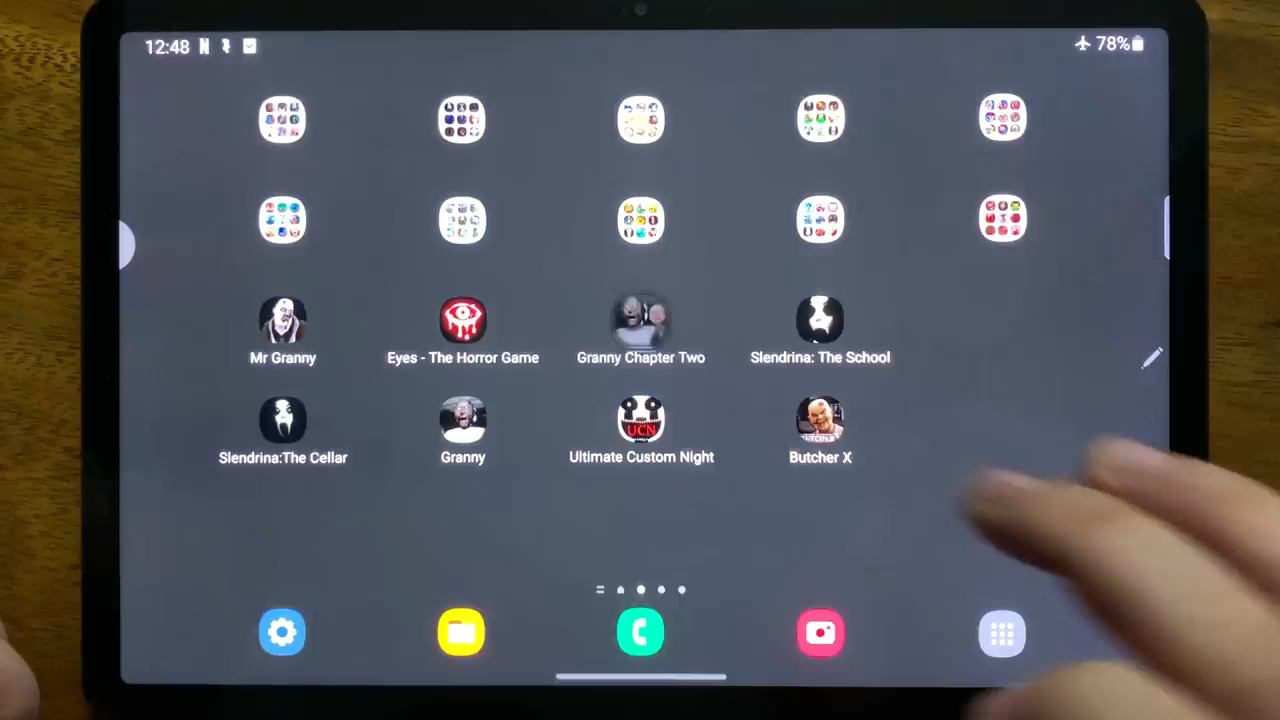 12:48
78%
Mr Granny
Eyes - The Horror Game
Granny Chapter Two
Slendrina: The School
Slendrina:The Cellar
Granny
UCN
Ultimate Custom Night
Butcher X